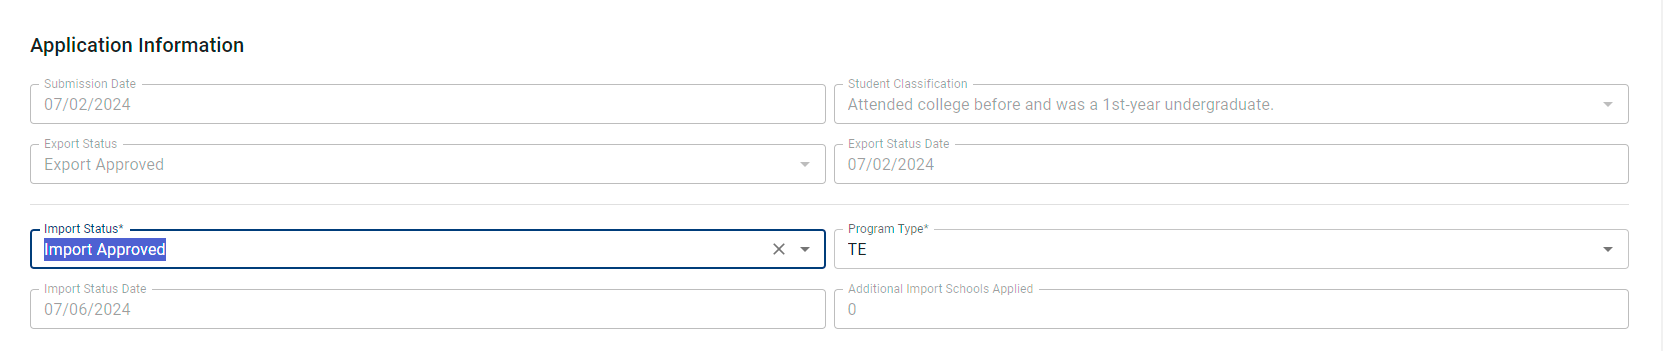 Application Information
Submission Date
07/02/2024
Student Classification
Attended college before and was a 1st-year undergraduate.
Export Status
Export Approved
Export Status Date
07/02/2024
Import Status*
Import Approved
Program Type*
TE
Import Status Date
07/06/2024
Additional Import Schools Applied
0